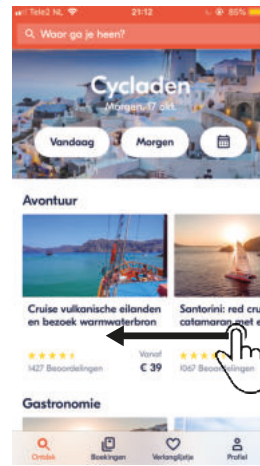 Tele2 NL
21:12
85%
Waar ga je heen?
Cycladen
Morgen, 17 okt.
Vandaag
Morgen
Avontuur
Cruise vulkanische eilanden
en bezoek warmwaterbron
1427 Beoordelingen
Vanaf
€ 39
Santorini: red cru
catamaran met e
1067 Beoordelingen
Gastronomie
Ontdek
Boekingen
Verlanglijstje
Profiel